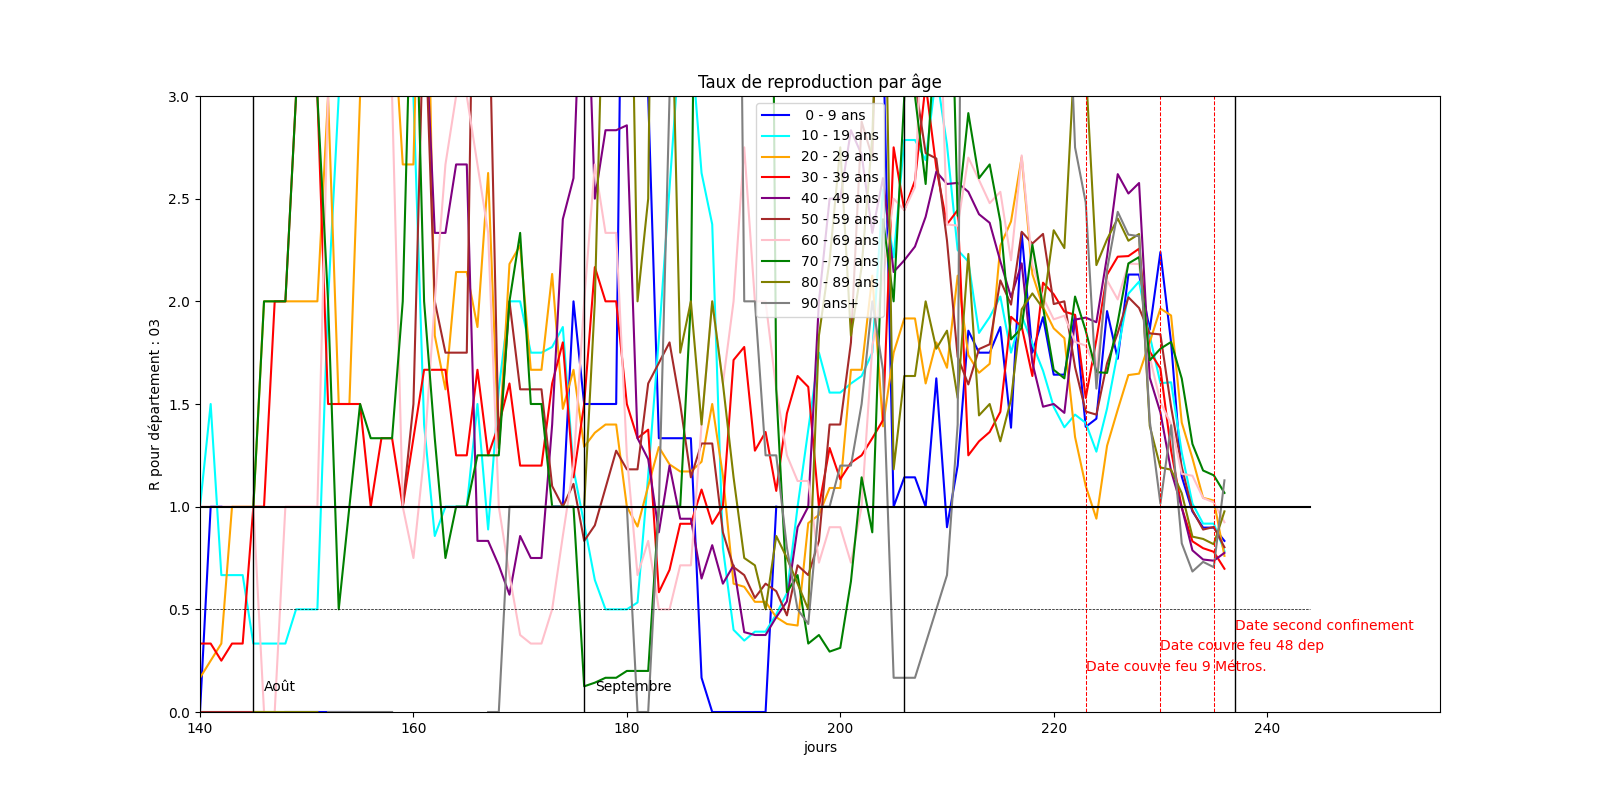 Taux de reproduction par âge
R pour département : 03
3.0
2.5
2.0
1.5
1.0
0.5
0.0
0 - 9 ans
10 - 19 ans
20 - 29 ans
30 - 39 ans
40 - 49 ans
50 - 59 ans
60 - 69 ans
70 - 79 ans
80 - 89 ans
90 ans+
Date second confinement
Date couvre feu 48 dep
Date couvre feu 9 Métros.
Août
Septembre
140
160
180
200
220
240
jours